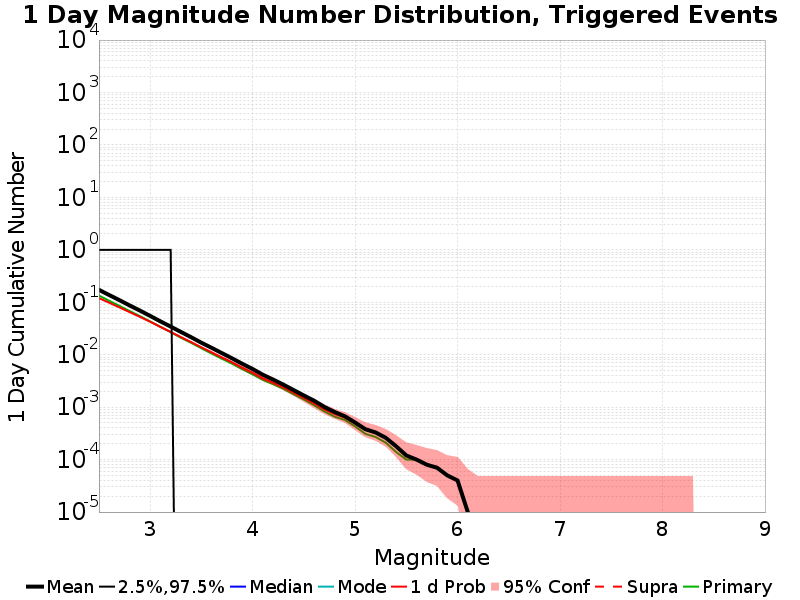 1 Day Magnitude Number Distribution, Triggered Events
1 Day Cumulative Number
10^4
10^3
10^2
10^1
10^0
10^-1
10^-2
10^-3
10^-4
10^-5
3 4 5 6 7 8 9
Magnitude
Mean 2.5%,97.5% Median Mode 1 d Prob 95% Conf Supra Primary